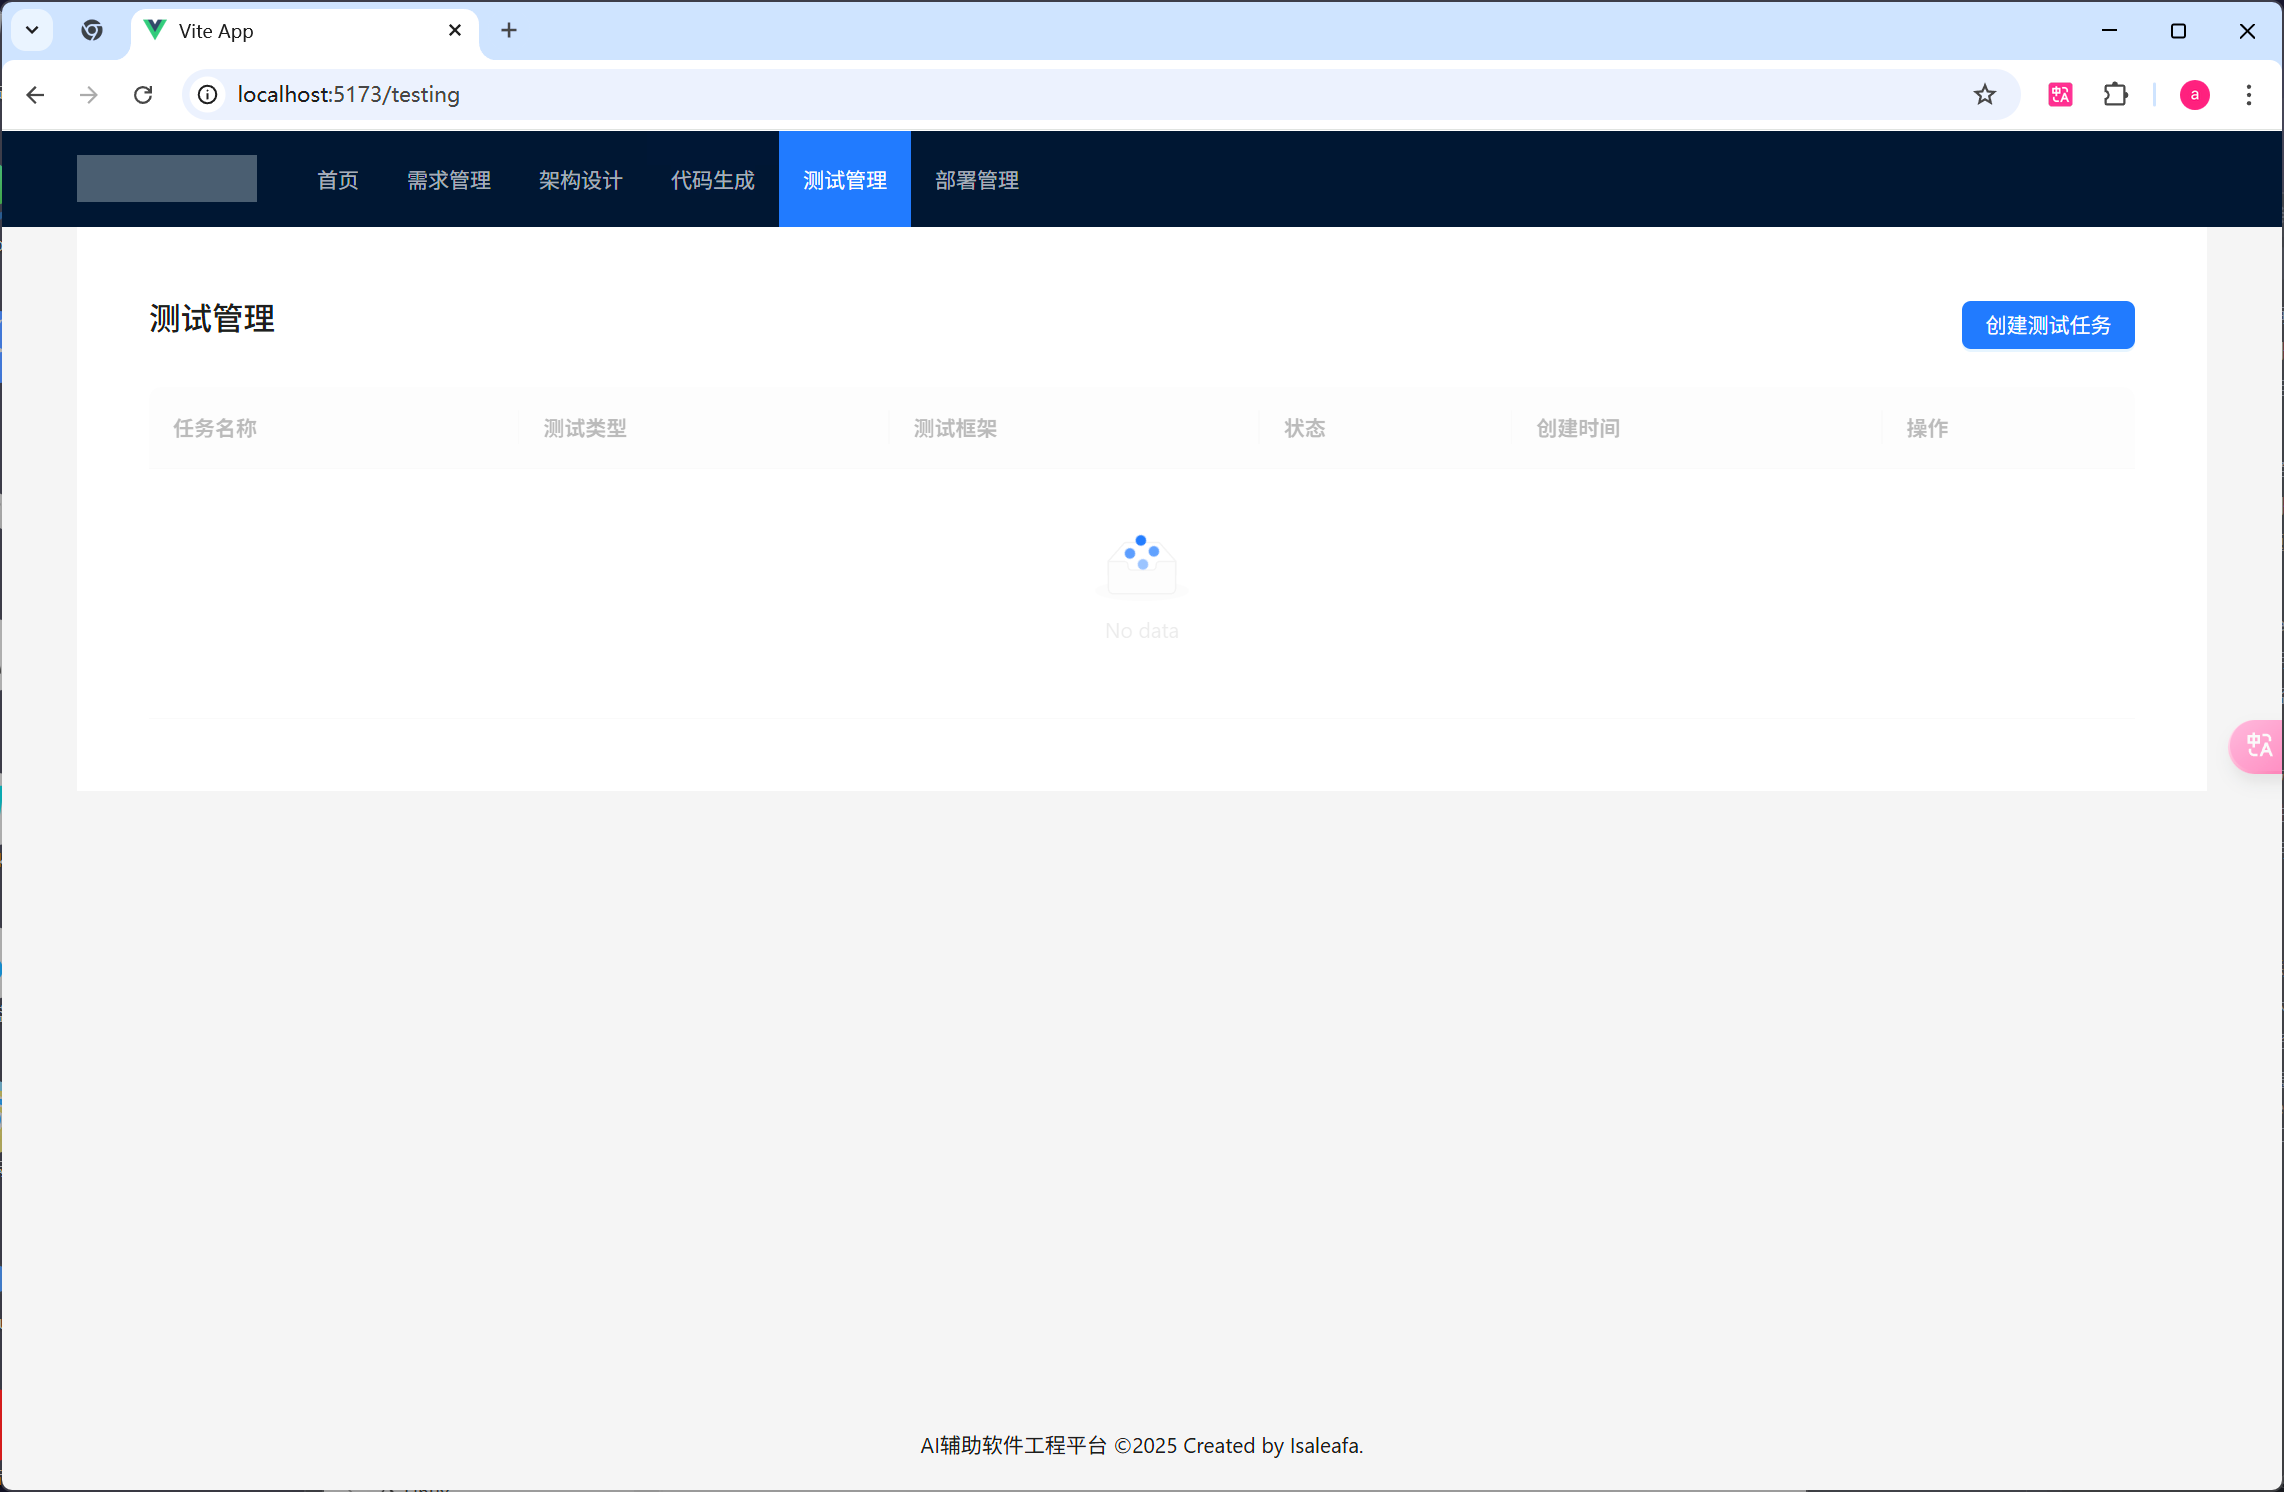 Vite App
localhost:5173/testing
a
首页 需求管理 架构设计 代码生成 测试管理 部署管理
测试管理
创建测试任务
任务名称 测试类型 测试框架 状态 创建时间 操作
No data
AI辅助软件工程平台 ©2025 Created by Isaleafa.